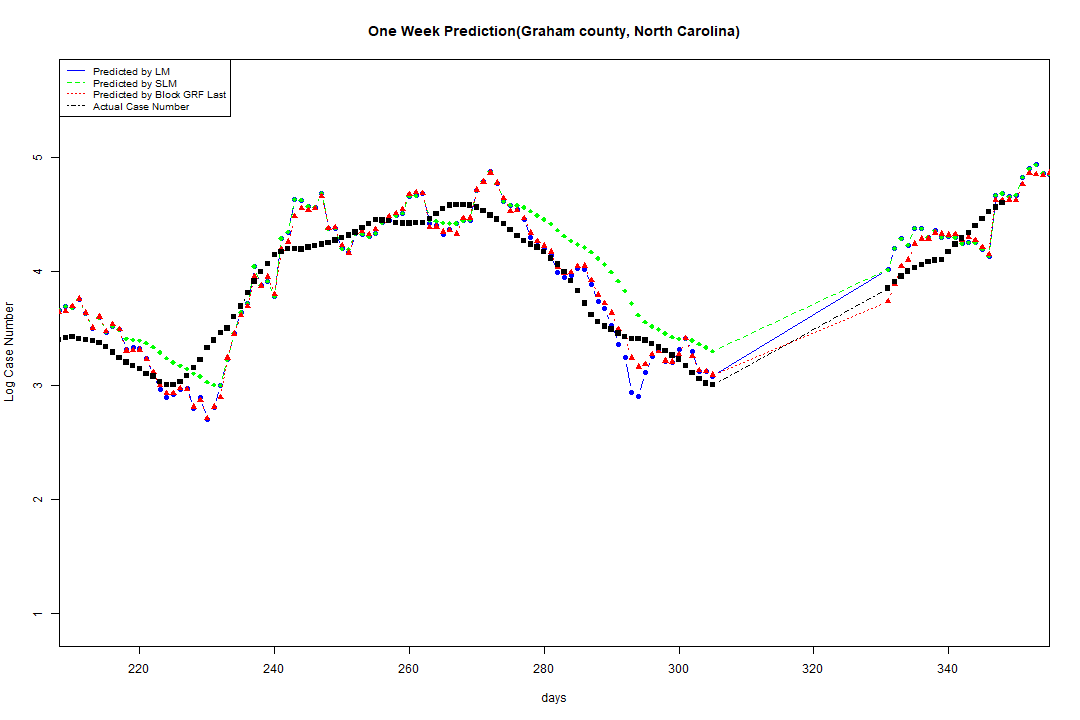 One Week Prediction(Graham county, North Carolina)
Predicted by LM
Predicted by SLM
Predicted by Block GRF Last
Actual Case Number
Log Case Number
5
4
3
2
1
220 240 260 280 300 320 340
days